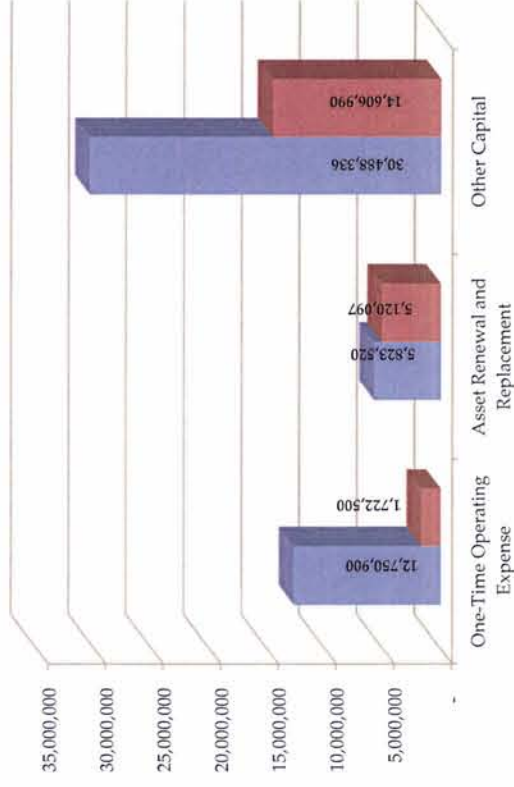 35,000,000
30,000,000
25,000,000
20,000,000
15,000,000
10,000,000
5,000,000
-
12,750,900
1,722,500
5,823,520
5,120,097
30,488,336
14,606,990
One-Time Operating
Expense
Asset Renewal and
Replacement
Other Capital